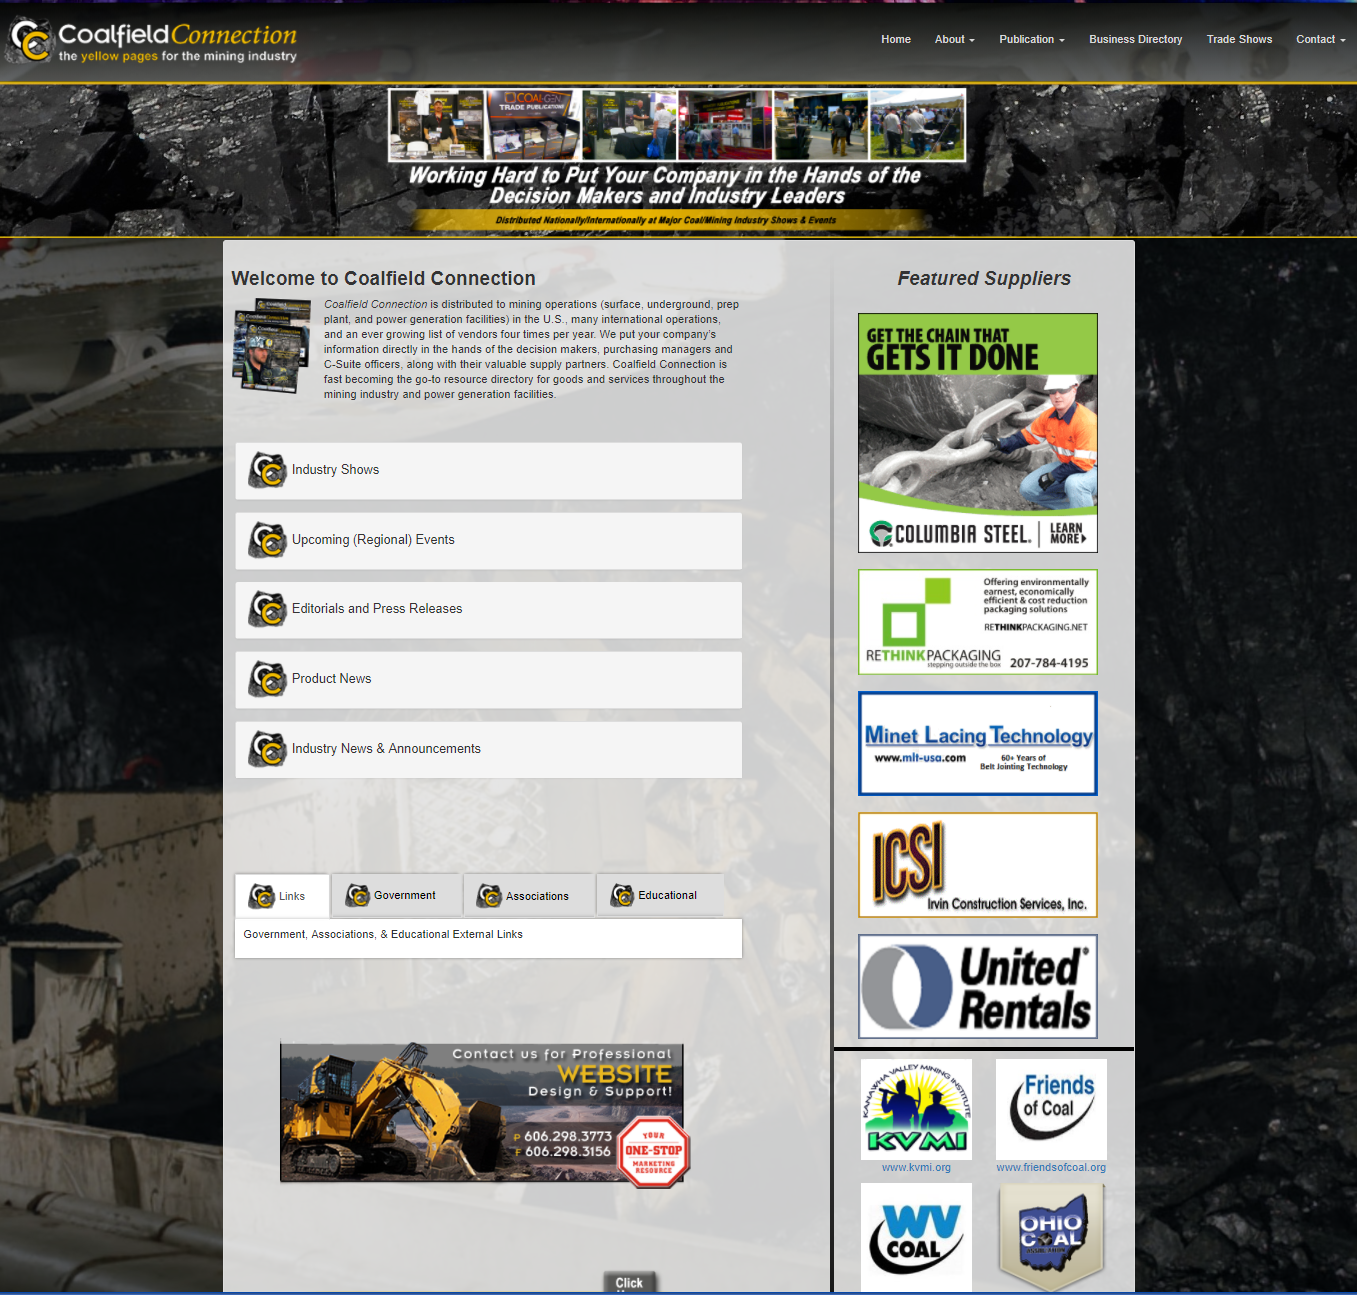 CoalfieldConnection
the yellow pages for the mining industry
Home About Publication Business Directory Trade Shows Contact
COAL-GEN
TRADE PUBLICATIONS
Working Hard to Put Your Company in the Hands of the
Decision Makers and Industry Leaders
Distributed Nationally/Internationally at Major Coal/Mining Industry Shows & Events
Welcome to Coalfield Connection
Coalfield Connection is distributed to mining operations (surface, underground, prep
plant, and power generation facilities) in the U.S., many international operations,
and an ever growing list of vendors four times per year. We put your company's
information directly in the hands of the decision makers, purchasing managers and
C-Suite officers, along with their valuable supply partners. Coalfield Connection is
fast becoming the go-to resource directory for goods and services throughout the
mining industry and power generation facilities.
Industry Shows
Upcoming (Regional) Events
Editorials and Press Releases
Product News
Industry News & Announcements
Links
Government
Associations
Educational
Government, Associations, & Educational External Links
Contact us for Professional
WEBSITE
Design & Support!
P 606.298.3773
F 606.298.3156
YOUR
ONE-STOP
MARKETING
RESOURCE
Click
Featured Suppliers
GET THE CHAIN THAT
GETS IT DONE
COLUMBIA STEEL.
LEARN
MORE
Offering environmentally
earnest, economically
efficient & cost reduction
packaging solutions
RETHINKPACKAGING.NET
RETHINKPACKAGING
stepping outside the box
207-784-4195
Minet Lacing Technology
www.mlt-usa.com
60+ Years of
Belt Jointing Technology
ICSI
Irvin Construction Services, Inc.
United
Rentals
KANAWHA VALLEY MINING INSTITUTE
KVMI
www.kvmi.org
Friends
of Coal
www.friendsofcoal.org
WV
COAL
OHIO
COAL
ASSOCIATION